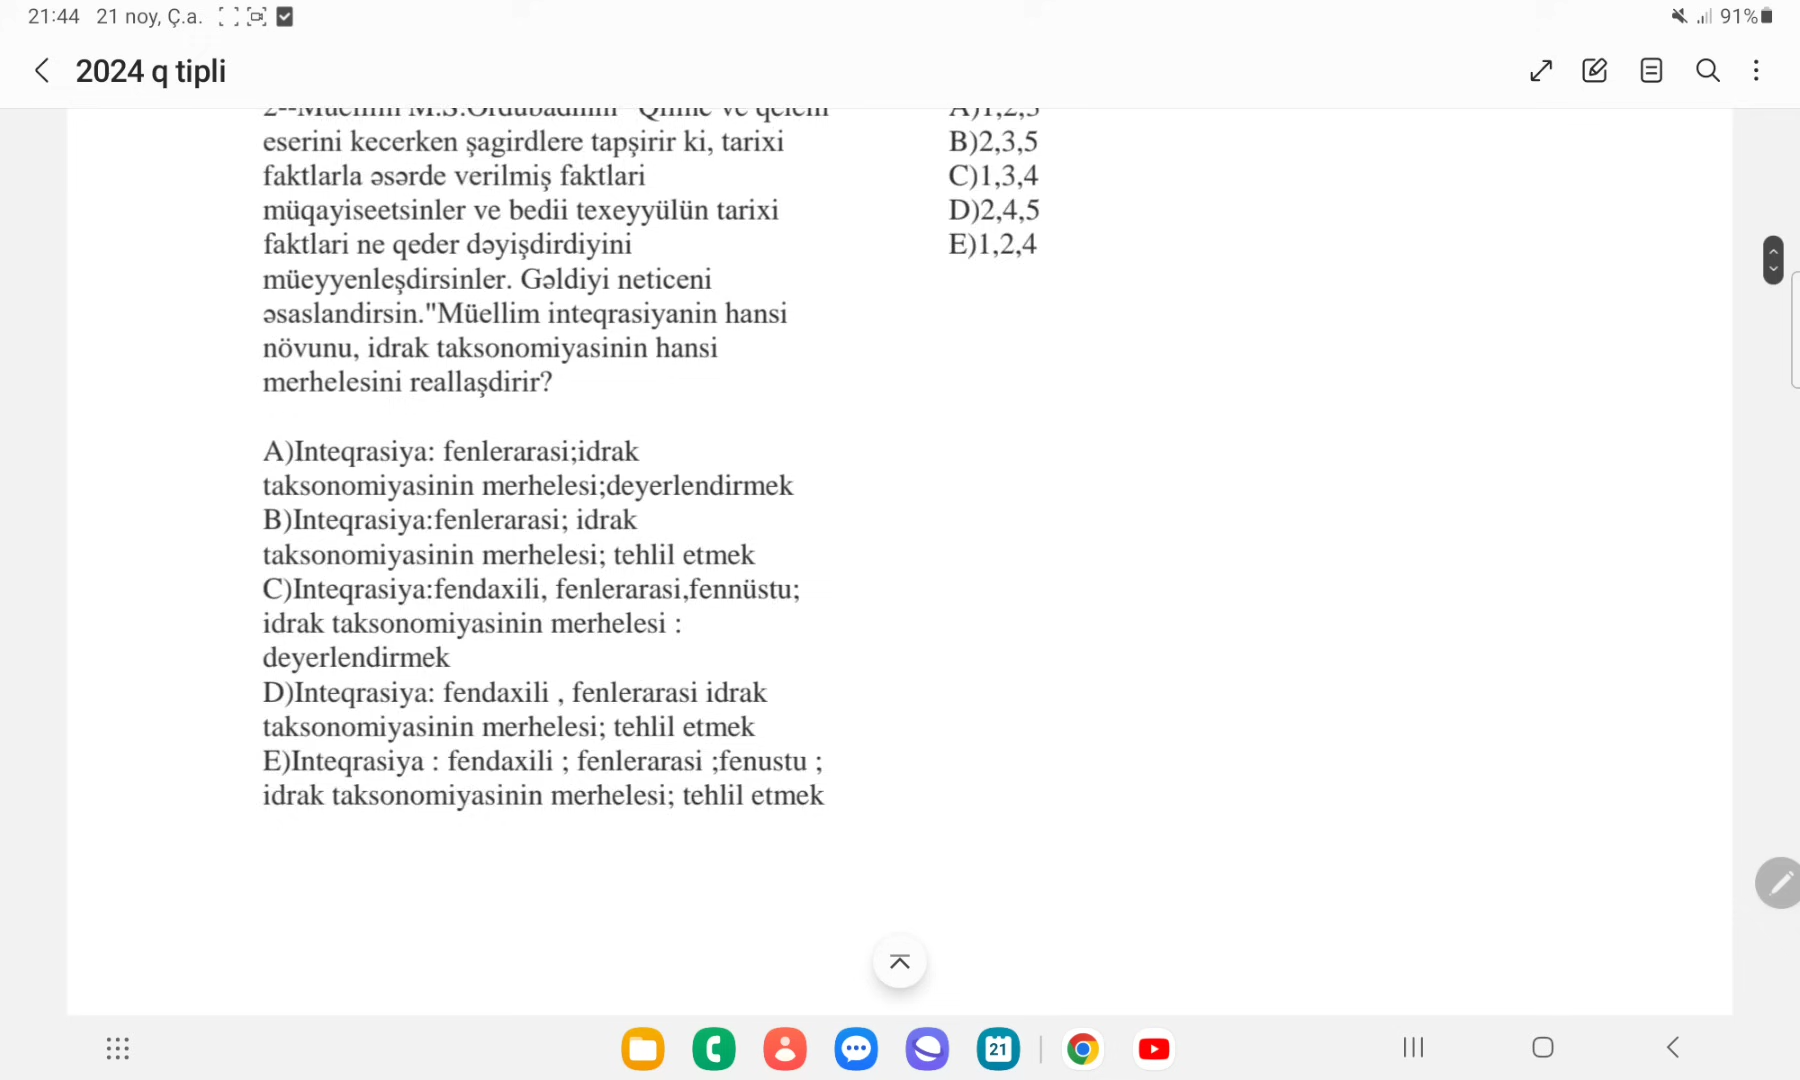 21:44 21 noy, Ç.a.
91%
2024 q tipli
eserini kecerken şagirdlere tapşirir ki, tarixi
faktlarla əsərde verilmiş faktlari
müqayiseetsinler ve bedii texeyyülün tarixi
faktlari ne qeder dəyişdirdiyini
müeyyenleşdirsinler. Gəldiyi neticeni
əsaslandirsin."Müellim inteqrasiyanin hansi
növunu, idrak taksonomiyasinin hansi
merhelesini reallaşdirir?
A)Inteqrasiya: fenlerarasi;idrak
taksonomiyasinin merhelesi;deyerlendirmek
B)Inteqrasiya:fenlerarasi; idrak
taksonomiyasinin merhelesi; tehlil etmek
C)Inteqrasiya:fendaxili, fenlerarasi,fennüstu;
idrak taksonomiyasinin merhelesi :
deyerlendirmek
D)Inteqrasiya: fendaxili , fenlerarasi idrak
taksonomiyasinin merhelesi; tehlil etmek
E)Inteqrasiya : fendaxili ; fenlerarasi ;fenustu ;
idrak taksonomiyasinin merhelesi; tehlil etmek
A)1,2,3
B)2,3,5
C)1,3,4
D)2,4,5
E)1,2,4
21